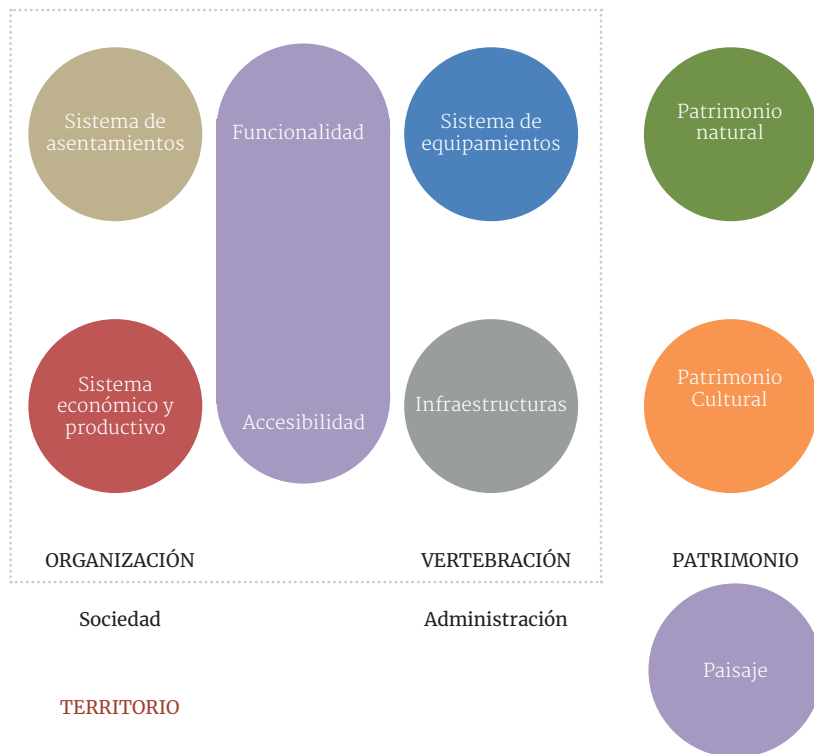 Sistema de
asentamientos
Funcionalidad
Sistema de
equipamientos
Patrimonio
natural
Sistema
económico y
productivo
Accesibilidad
Infraestructuras
Patrimonio
Cultural
ORGANIZACIÓN
VERTEBRACIÓN
PATRIMONIO
Sociedad
Administración
Paisaje
TERRITORIO